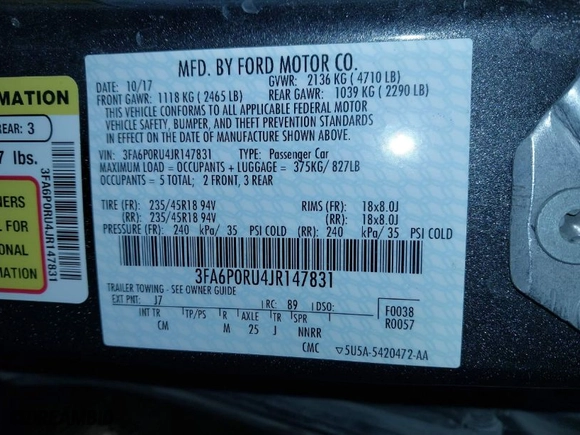 ORMATION
REAR: 3
7 lbs.
3FA6P0RU4JR147831
ERS
L FOR
ONAL
RMATION
MFD. BY FORD MOTOR CO.
10/17 GVWR: 2136 KG ( 4710 LB)
FRONT GAWR: 1118 KG ( 2465 LB) REAR GAWR: 1039 KG ( 2290 LB)
THIS VEHICLE CONFORMS TO ALL APPLICABLE FEDERAL MOTOR
VEHICLE SAFETY, BUMPER, AND THEFT PREVENTION STANDARDS
IN EFFECT ON THE DATE OF MANUFACTURE SHOWN ABOVE.
VIN: 3FA6P0RU4JR147831 TYPE: Passenger Car
MAXIMUM LOAD = OCCUPANTS + LUGGAGE = 375KG/ 827LB
OCCUPANTS = 5 TOTAL; 2 FRONT, 3 REAR
TIRE (FR): 235/45R18 94V RIMS (FR): 18x8.0J
(RR): 235/45R18 94V (RR): 18x8.0J
PRESSURE (FR): 240 kPa/ 35 PSI COLD (RR): 240 kPa/ 35 PSI COLD
3FA6P0RU4JR147831
TRAILER TOWING - SEE OWNER GUIDE
EXT PNT: J7 RC: B9 DSO: F0038
INT TR TP/PS R AXLE TR SPR R0057
CM M 25 J NNRR
CMC ▽5U5A-5420472-AA